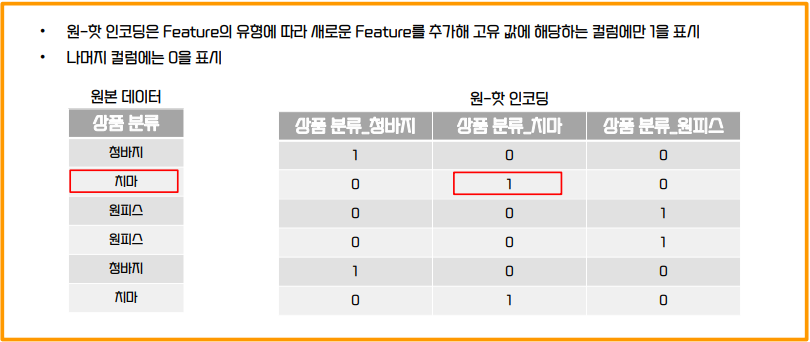 • 원-핫 인코딩은 Feature의 유형에 따라 새로운 Feature를 추가해 고유 값에 해당하는 컬럼에만 1을 표시
• 나머지 컬럼에는 0을 표시
원본 데이터
상품 분류
청바지
치마
원피스
원피스
청바지
치마
원-핫 인코딩
상품 분류_청바지 상품 분류_치마 상품 분류_원피스
1 0 0
0 1 0
0 0 1
0 0 1
1 0 0
0 1 0